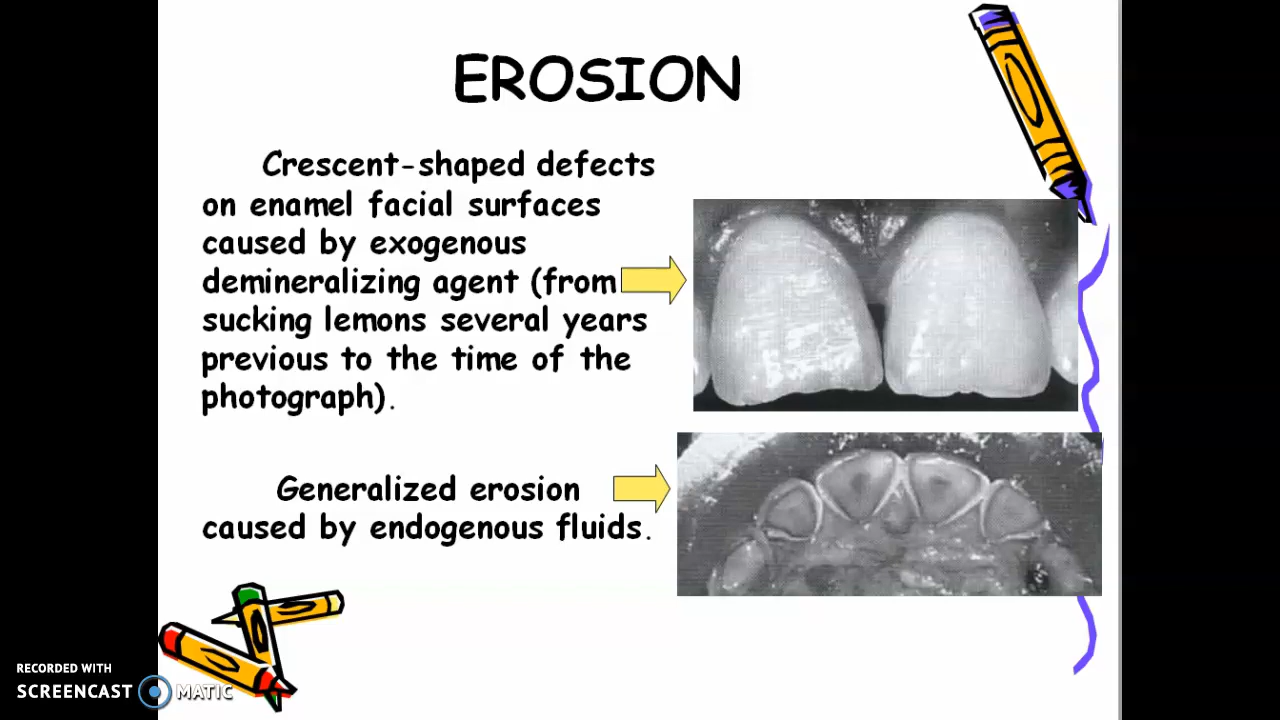 EROSION
Crescent-shaped defects
on enamel facial surfaces
caused by exogenous
demineralizing agent (from
sucking lemons several years
previous to the time of the
photograph).
Generalized erosion
caused by endogenous fluids.
RECORDED WITH
SCREENCAST MATIC